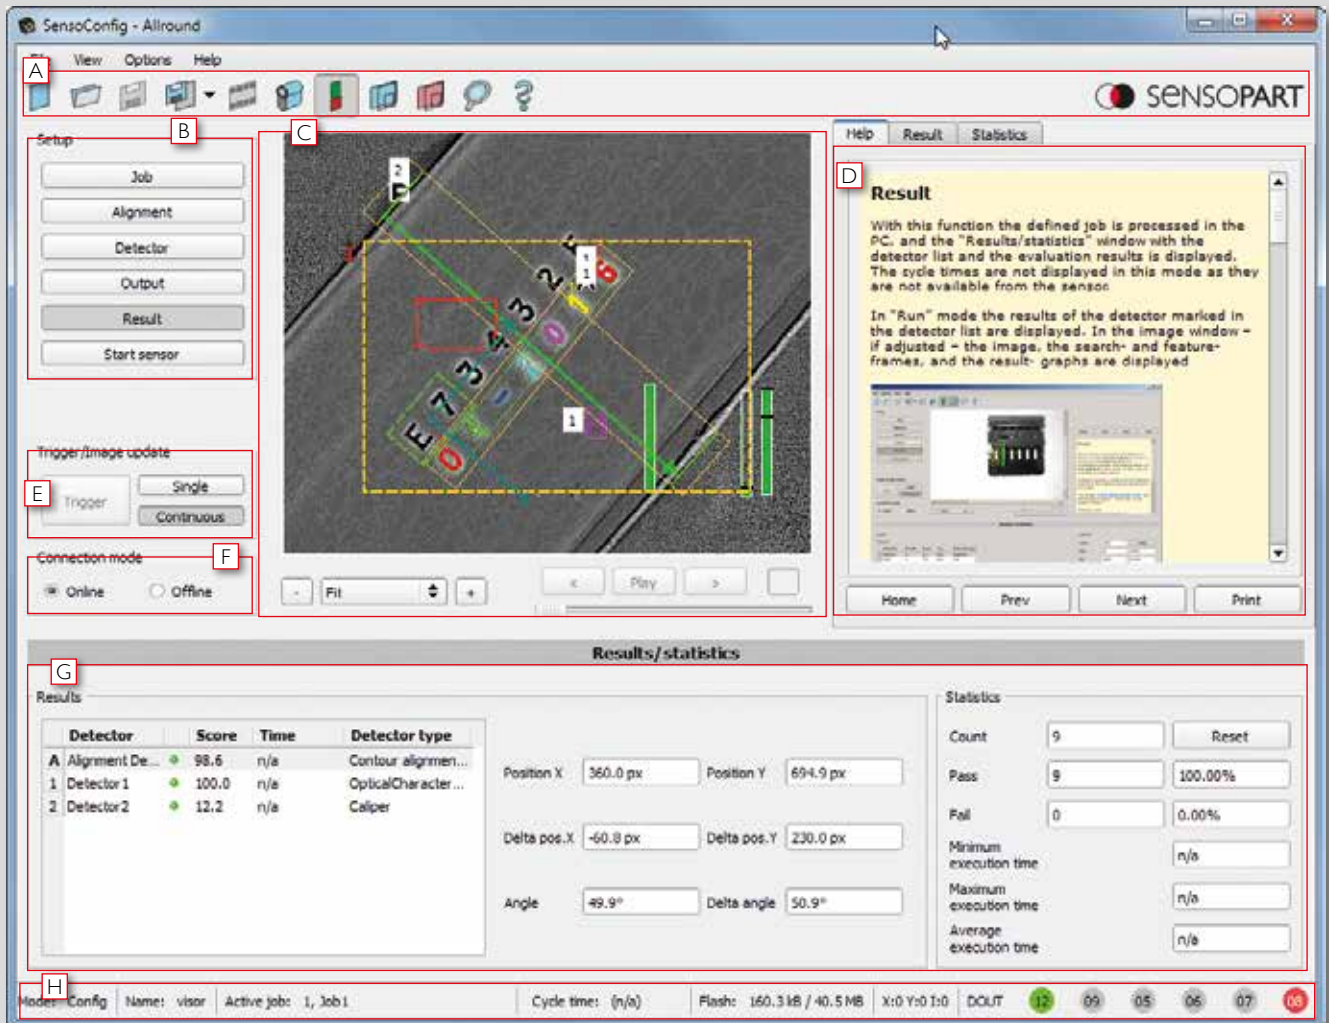 SensoConfig - Allround
View Options Help
A
SENSOPART
B
C
Setup
Job
Alignment
Detector
Output
Result
Start sensor
Trigger/Image update
E
Trigger
Single
Continuous
Connection mode
F
Online Offline
2
1
1
1
E 7 3 4 3 2
- Fit +
< Play >
Help Result Statistics
D
Result
With this function the defined job is processed in the
PC, and the "Results/statistics" window with the
detector list and the evaluation results is displayed.
The cycle times are not displayed in this mode as they
are not available from the sensor
In "Run" mode the results of the detector marked in
the detector list are displayed. In the image window –
if adjusted – the image, the search- and feature-
frames, and the result- graphs are displayed
Home Prev Next Print
Results/statistics
G
Results
Detector Score Time Detector type
A Alignment De... 98.6 n/a Contour alignmen...
1 Detector1 100.0 n/a OpticalCharacter...
2 Detector2 12.2 n/a Caliper
Position X 360.0 px Position Y 694.9 px
Delta pos.X -60.8 px Delta pos.Y 230.0 px
Angle 49.9° Delta angle 50.9°
Statistics
Count 9 Reset
Pass 9 100.00%
Fail 0 0.00%
Minimum
execution time n/a
Maximum
execution time n/a
Average
execution time n/a
H
Mode: Config Name: visor Active job: 1, Job1 Cycle time: (n/a) Flash: 160.3 kB / 40.5 MB X:0 Y:0 I:0 DOUT 12 09 05 06 07 08